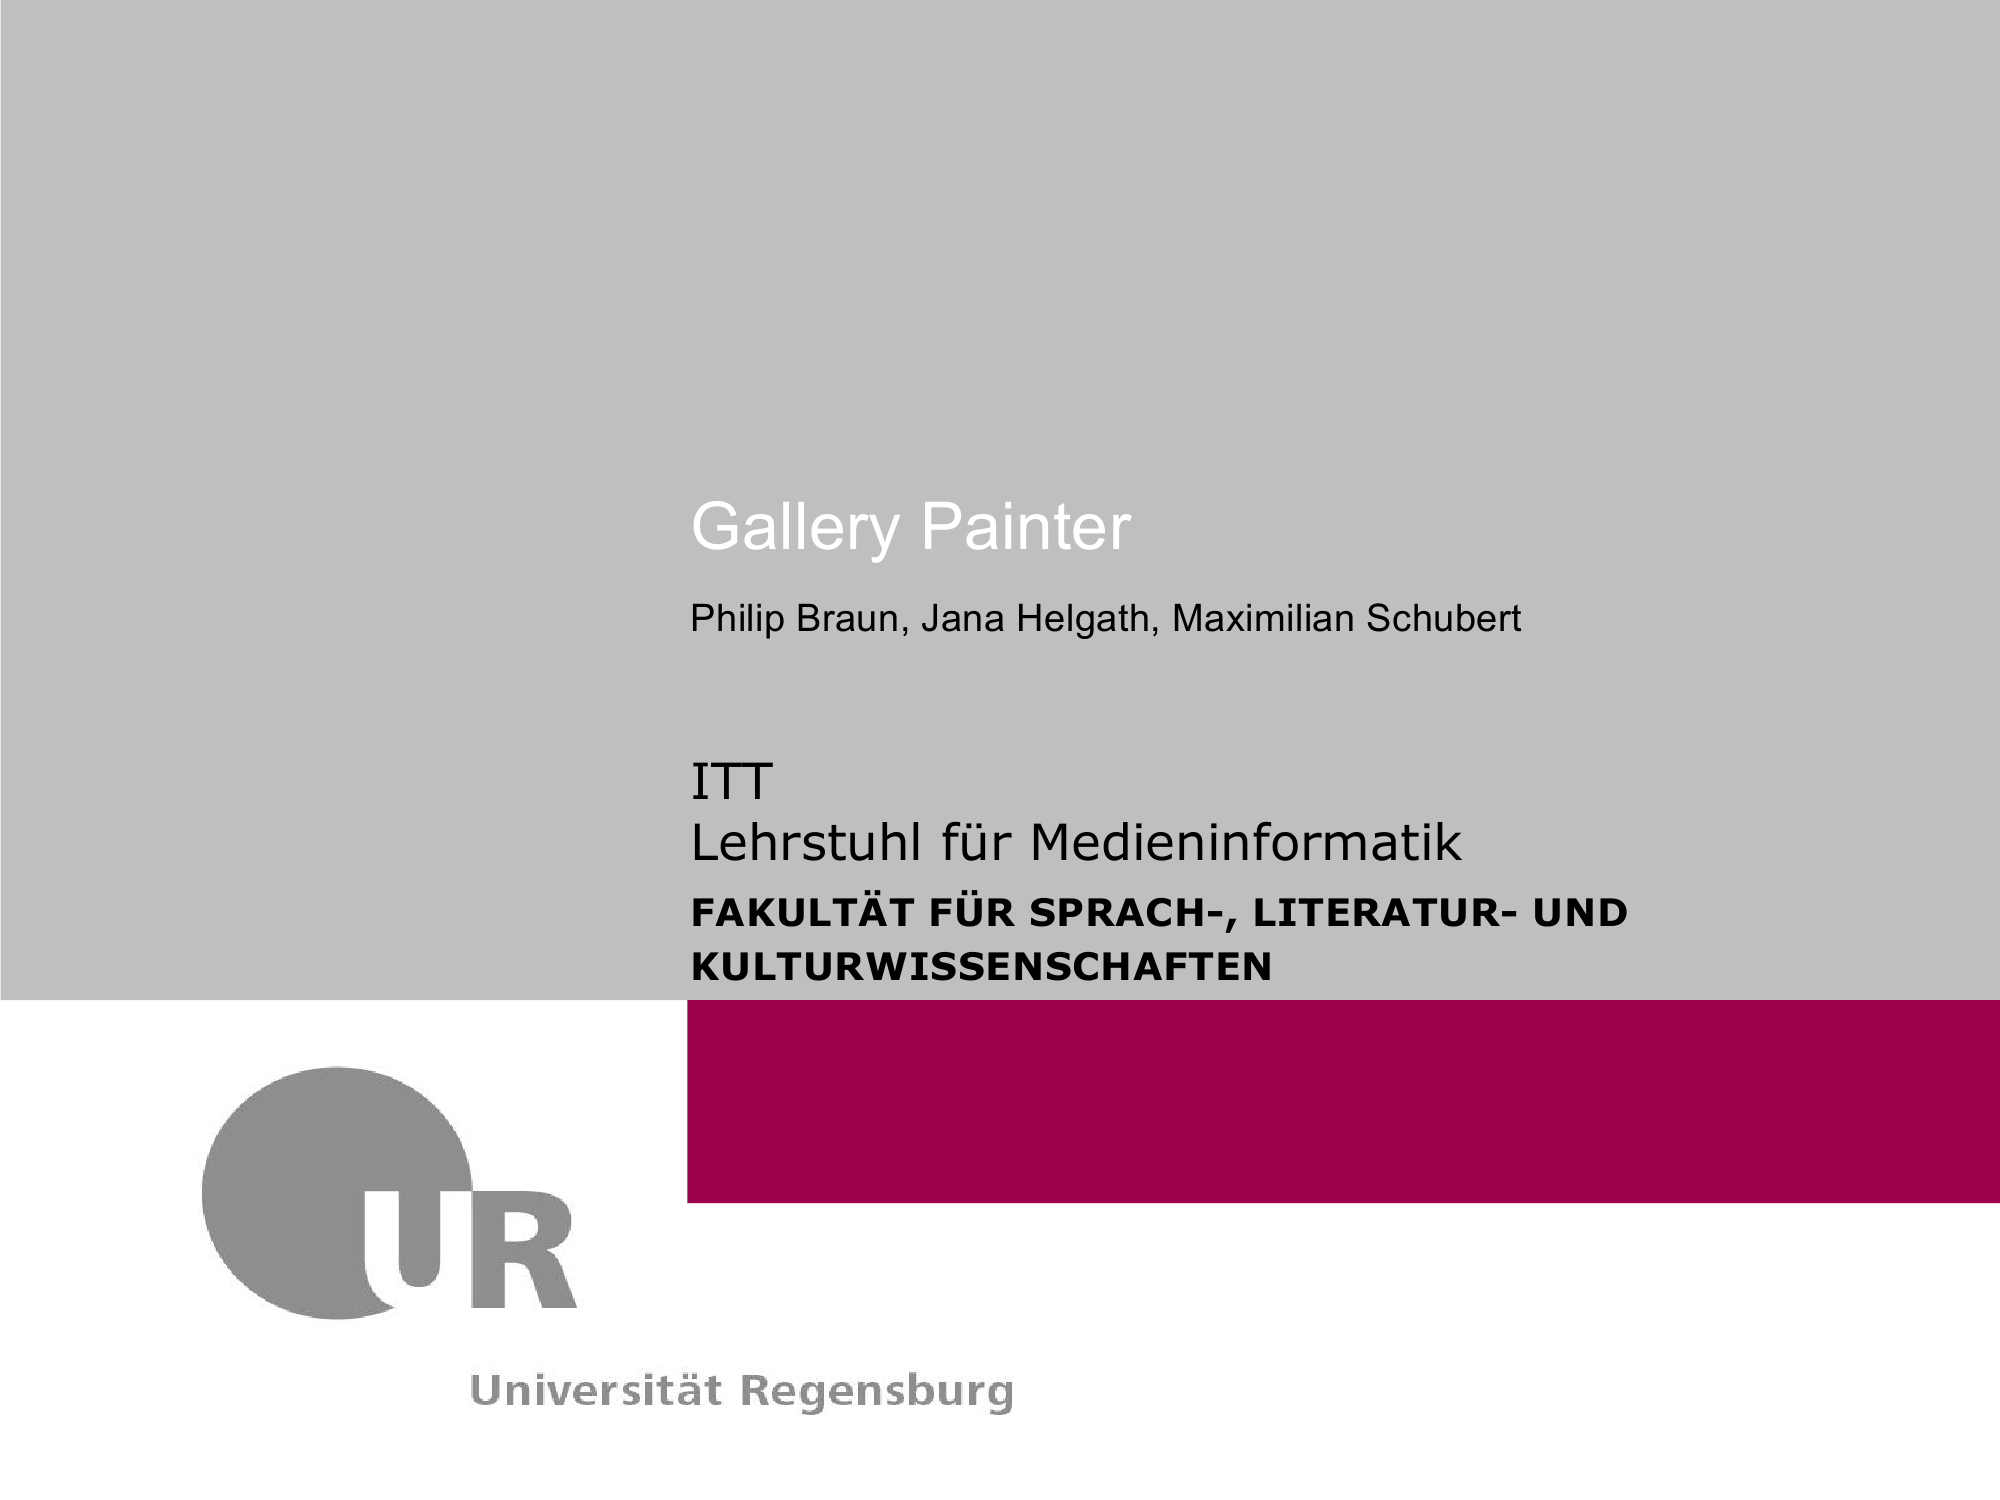 Gallery Painter
Philip Braun, Jana Helgath, Maximilian Schubert
ITT
Lehrstuhl für Medieninformatik
FAKULTÄT FÜR SPRACH-, LITERATUR- UND
KULTURWISSENSCHAFTEN
UR
Universität Regensburg